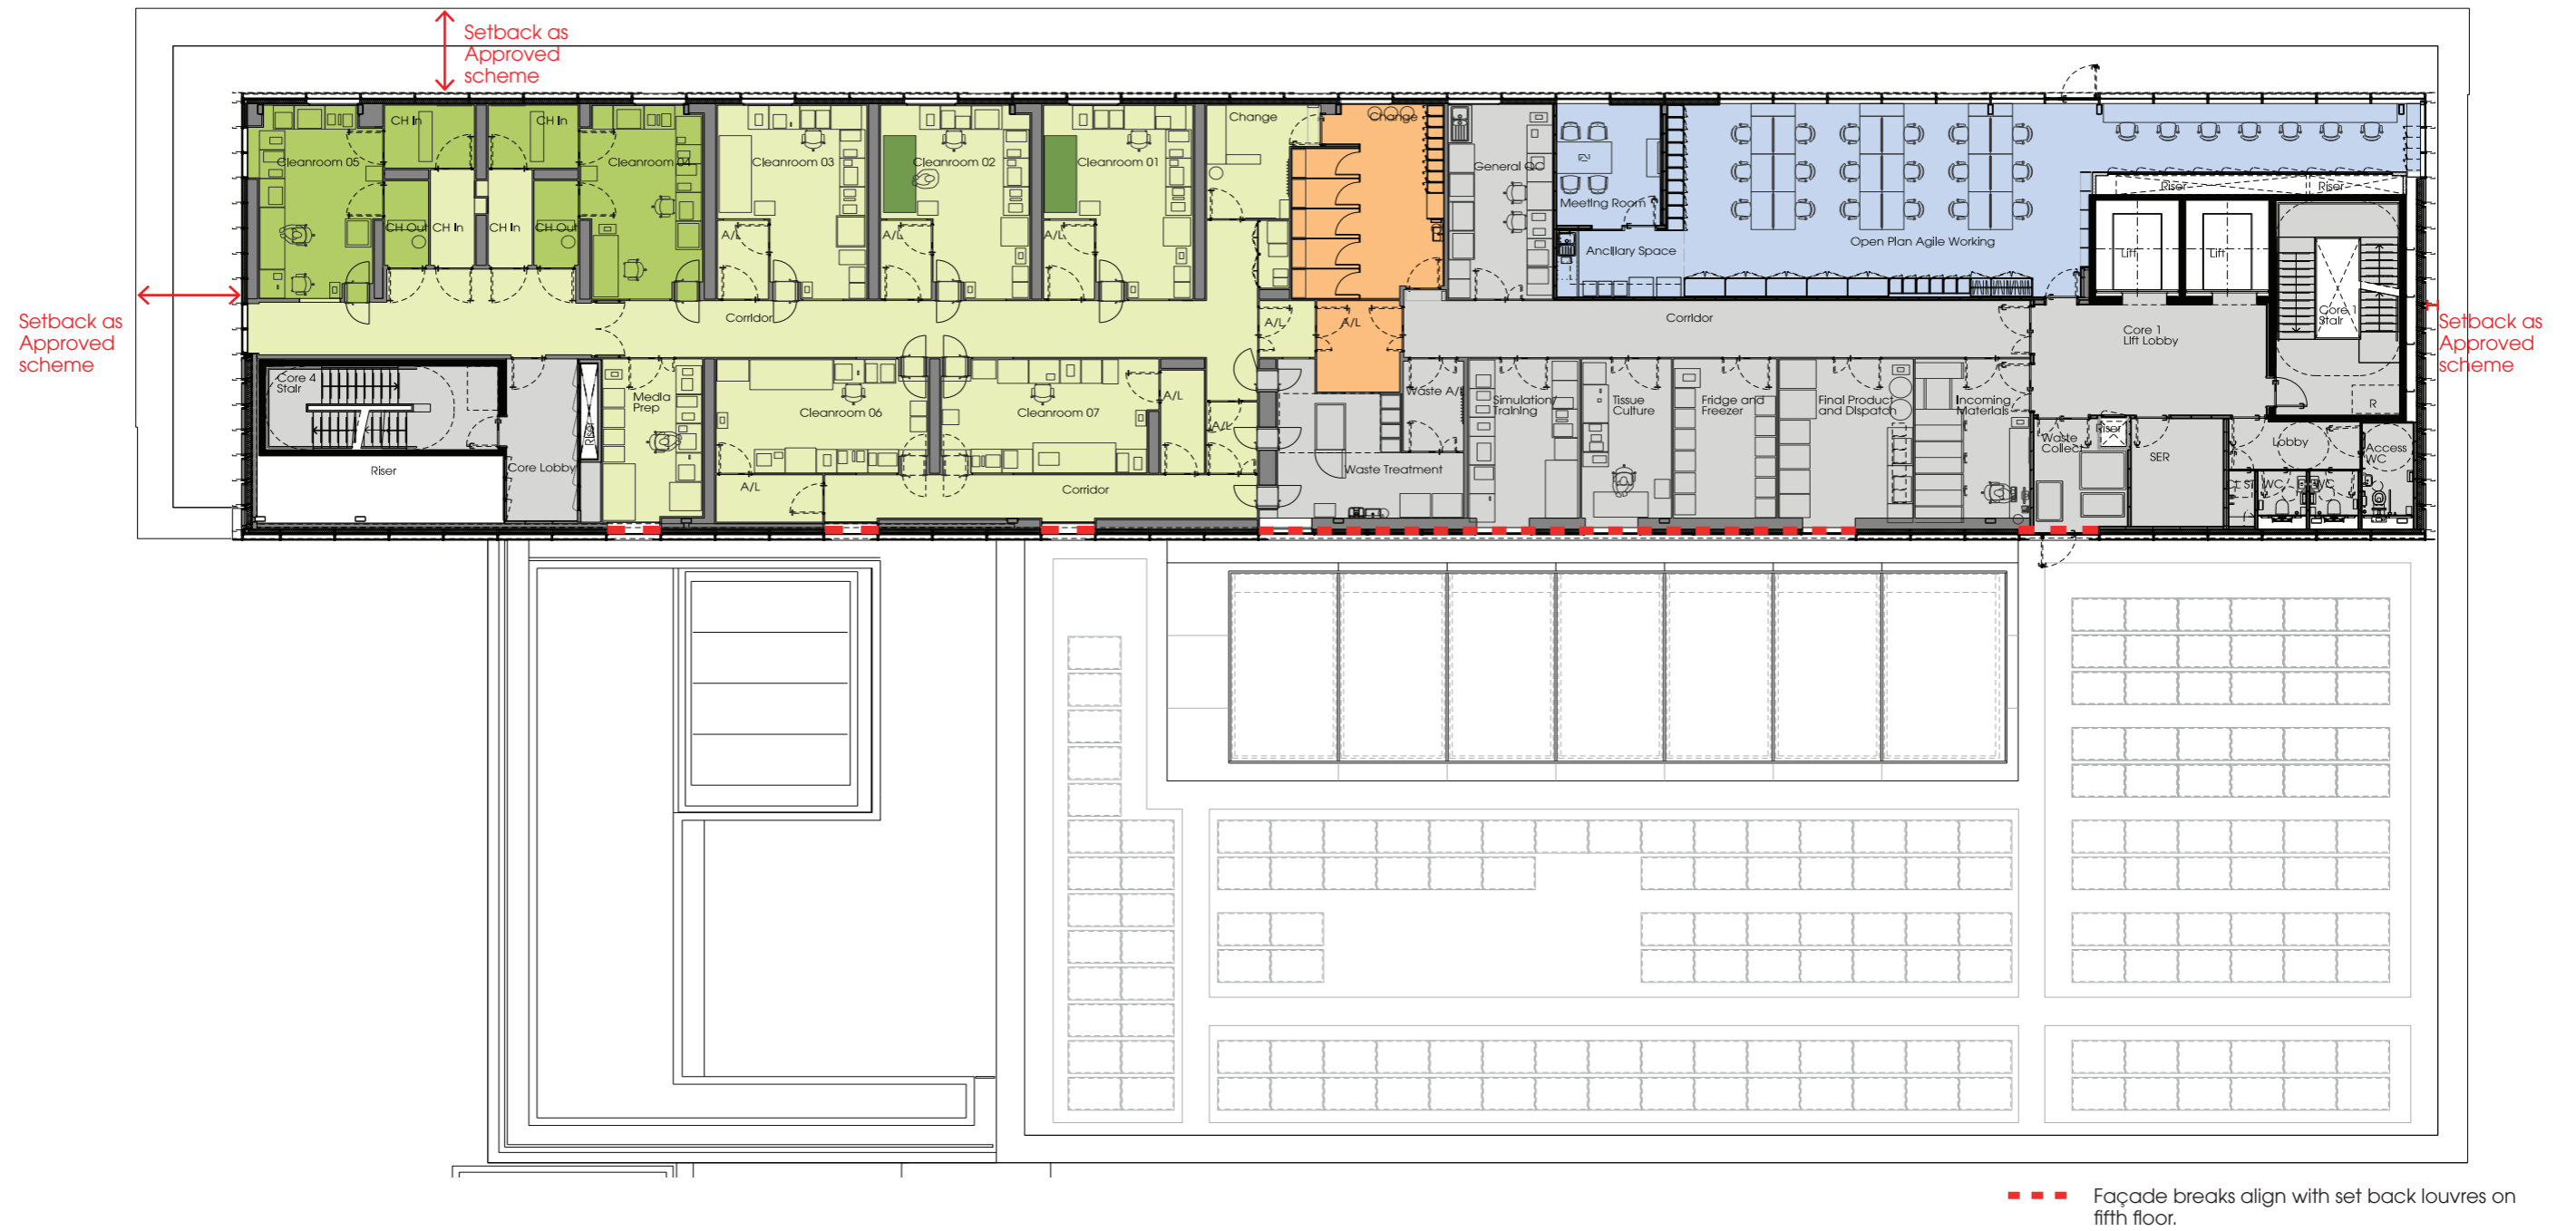 Setback as
Approved
scheme
CH In
CH In
Change
Change
Cleanroom 05
Cleanroom 04
Cleanroom 03
Cleanroom 02
Cleanroom 01
General QC
Meeting Room
Riser
Riser
CH Out
CH In
CH In
CH Out
A/L
A/L
A/L
Ancillary Space
Open Plan Agile Working
Lift
Lift
Setback as
Approved
scheme
Corridor
A/L
A/L
Corridor
Core 1
Lift Lobby
Core 1
Stair
Setback as
Approved
scheme
Core 4
Stair
Media
Prep
Cleanroom 06
Cleanroom 07
A/L
A/L
Waste A/L
Simulation/
Training
Tissue
Culture
Fridge and
Freezer
Final Product
and Dispatch
Incoming
Materials
R
Riser
Riser
Core Lobby
A/L
Corridor
Waste Treatment
Waste
Collect
Riser
SER
Lobby
Access
WC
WC
WC
Façade breaks align with set back louvres on
fifth floor.